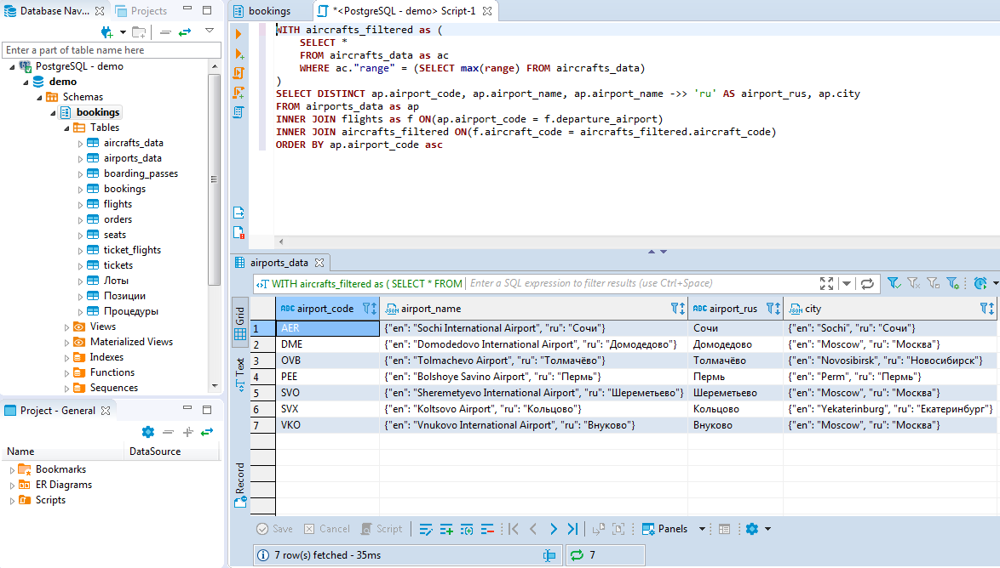 Database Nav... Projects
Enter a part of table name here
PostgreSQL - demo
demo
Schemas
bookings
Tables
aircrafts_data
airports_data
boarding_passes
bookings
flights
orders
seats
ticket_flights
tickets
Лоты
Позиции
Процедуры
Views
Materialized Views
Indexes
Functions
Sequences
Project - General
Name DataSource
Bookmarks
ER Diagrams
Scripts
bookings *<PostgreSQL - demo> Script-1
WITH aircrafts_filtered as (
SELECT *
FROM aircrafts_data as ac
WHERE ac."range" = (SELECT max(range) FROM aircrafts_data)
)
SELECT DISTINCT ap.airport_code, ap.airport_name, ap.airport_name ->> 'ru' AS airport_rus, ap.city
FROM airports_data as ap
INNER JOIN flights as f ON(ap.airport_code = f.departure_airport)
INNER JOIN aircrafts_filtered ON(f.aircraft_code = aircrafts_filtered.aircraft_code)
ORDER BY ap.airport_code asc
airports_data
WITH aircrafts_filtered as ( SELECT * FROM Enter a SQL expression to filter results (use Ctrl+Space)
Grid
Text
Record
ABC airport_code JSON airport_name ABC airport_rus JSON city
1 AER {"en": "Sochi International Airport", "ru": "Сочи"} Сочи {"en": "Sochi", "ru": "Сочи"}
2 DME {"en": "Domodedovo International Airport", "ru": "Домодедово"} Домодедово {"en": "Moscow", "ru": "Москва"}
3 OVB {"en": "Tolmachevo Airport", "ru": "Толмачёво"} Толмачёво {"en": "Novosibirsk", "ru": "Новосибирск"}
4 PEE {"en": "Bolshoye Savino Airport", "ru": "Пермь"} Пермь {"en": "Perm", "ru": "Пермь"}
5 SVO {"en": "Sheremetyevo International Airport", "ru": "Шереметьево"} Шереметьево {"en": "Moscow", "ru": "Москва"}
6 SVX {"en": "Koltsovo Airport", "ru": "Кольцово"} Кольцово {"en": "Yekaterinburg", "ru": "Екатеринбург"}
7 VKO {"en": "Vnukovo International Airport", "ru": "Внуково"} Внуково {"en": "Moscow", "ru": "Москва"}
Save Cancel Script Panels
7 row(s) fetched - 35ms 7